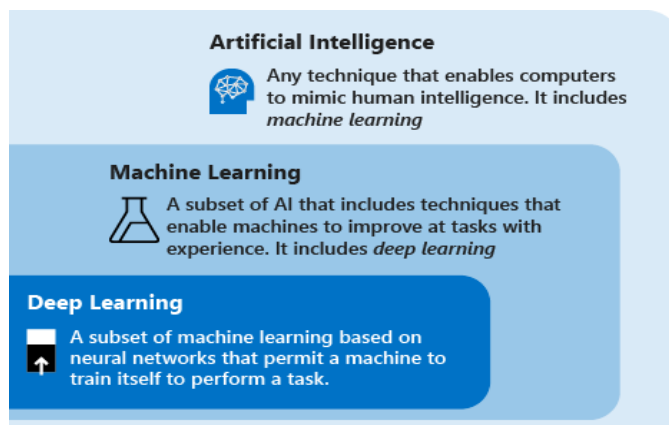 Artificial Intelligence
Any technique that enables computers
to mimic human intelligence. It includes
machine learning
Machine Learning
A subset of AI that includes techniques that
enable machines to improve at tasks with
experience. It includes deep learning
Deep Learning
A subset of machine learning based on
neural networks that permit a machine to
train itself to perform a task.